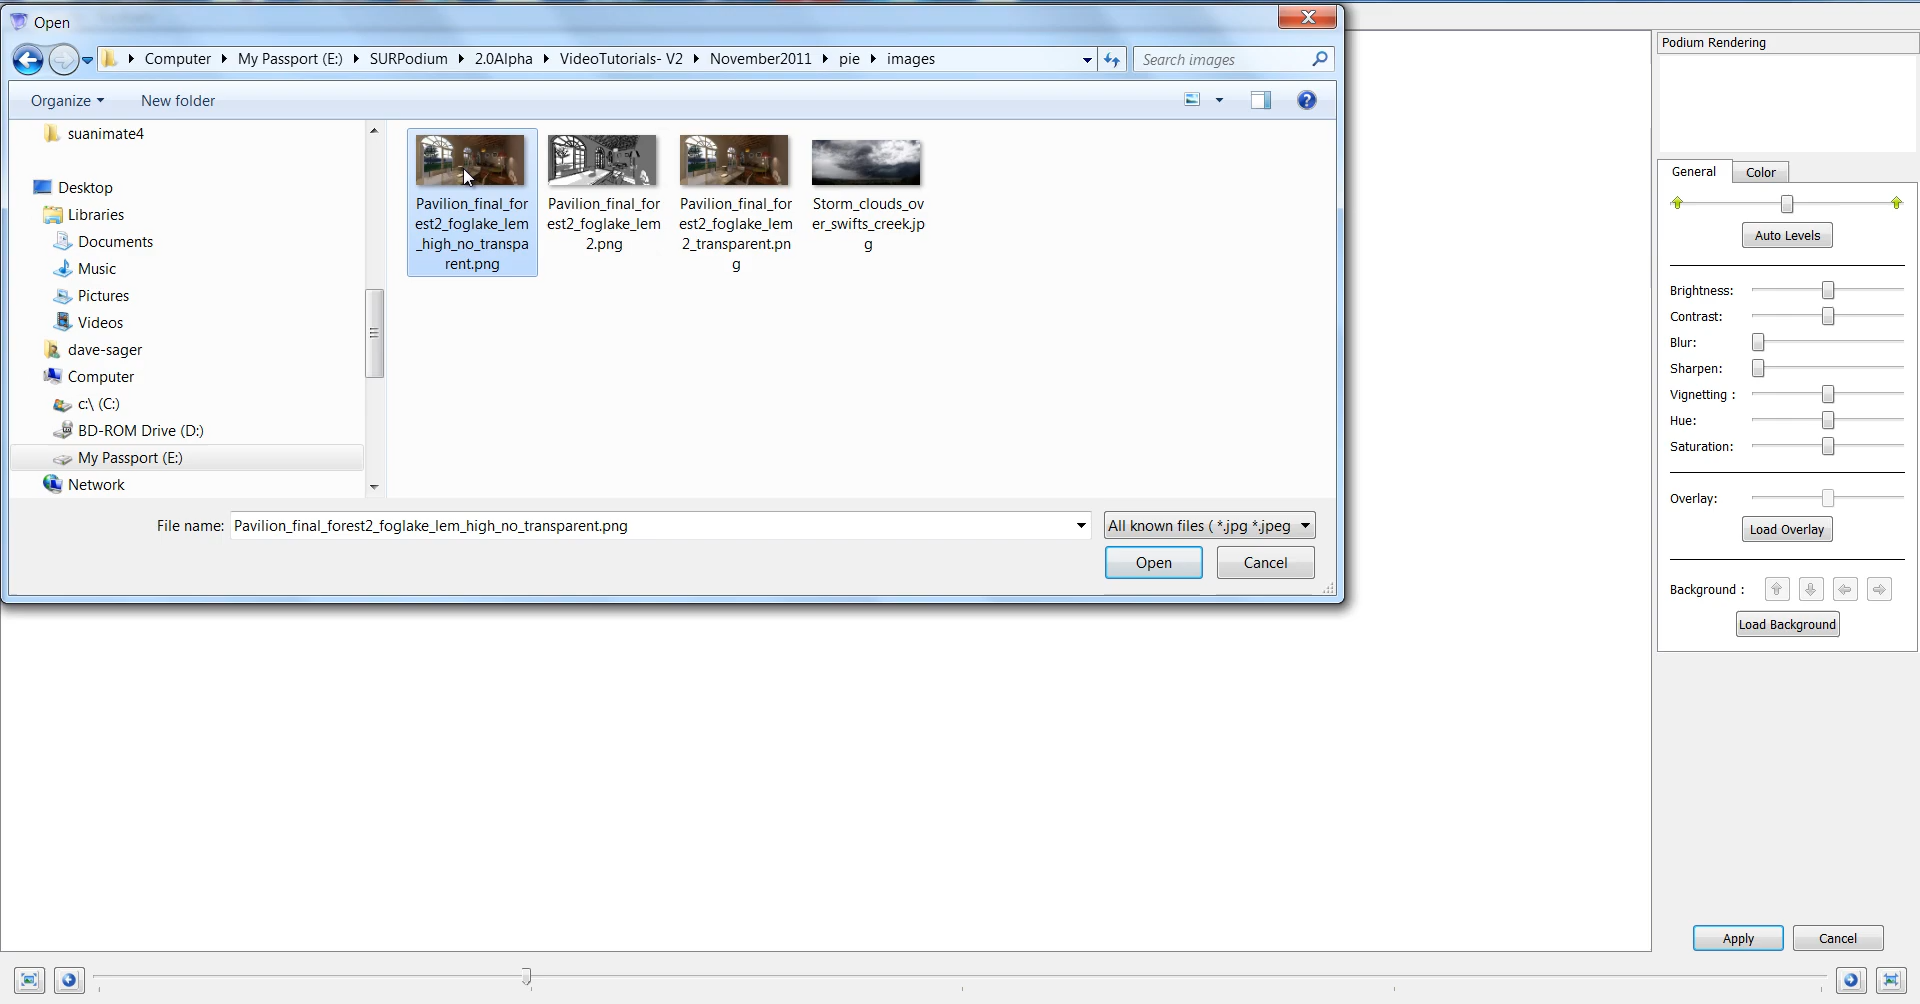 Open
Computer
My Passport (E:)
SURPodium
2.0Alpha
VideoTutorials- V2
November2011
pie
images
Search images
Organize
New folder
suanimate4
Desktop
Libraries
Documents
Music
Pictures
Videos
dave-sager
Computer
c:\ (C:)
BD-ROM Drive (D:)
My Passport (E:)
Network
Pavilion_final_for
est2_foglake_lem
_high_no_transpa
rent.png
Pavilion_final_for
est2_foglake_lem
2.png
Pavilion_final_for
est2_foglake_lem
2_transparent.pn
g
Storm_clouds_ov
er_swifts_creek.jp
g
File name:
Pavilion_final_forest2_foglake_lem_high_no_transparent.png
All known files ( *.jpg *.jpeg
Open
Cancel
Podium Rendering
General
Color
Auto Levels
Brightness:
Contrast:
Blur:
Sharpen:
Vignetting :
Hue:
Saturation:
Overlay:
Load Overlay
Background :
Load Background
Apply
Cancel